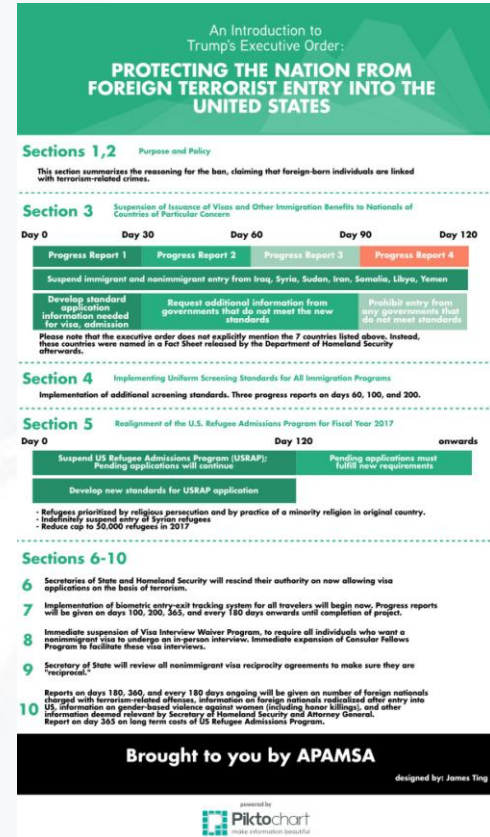 An Introduction to
Trump's Executive Order:
PROTECTING THE NATION FROM
FOREIGN TERRORIST ENTRY INTO THE
UNITED STATES
Sections 1,2 Purpose and Policy
This section summarizes the reasoning for the ban, claiming that foreign-born individuals are linked
with terrorism-related crimes.
Section 3 Suspension of Issuance of Visas and Other Immigration Benefits to Nationals of
Countries of Particular Concern
Day 0 Day 30 Day 60 Day 90 Day 120
Progress Report 1 Progress Report 2 Progress Report 3 Progress Report 4
Suspend immigrant and nonimmigrant entry from Iraq, Syria, Sudan, Iran, Somalia, Libya, Yemen
Develop standard
application
information needed
for visa, admission
Request additional information from
governments that do not meet the new
standards
Prohibit entry from
any governments that
do not meet standards
Please note that the executive order does not explicitly mention the 7 countries listed above. Instead,
these countries were named in a Fact Sheet released by the Department of Homeland Security
afterwards.
Section 4 Implementing Uniform Screening Standards for All Immigration Programs
Implementation of additional screening standards. Three progress reports on days 60, 100, and 200.
Section 5 Realignment of the U.S. Refugee Admissions Program for Fiscal Year 2017
Day 0 Day 120 onwards
Suspend US Refugee Admissions Program (USRAP);
Pending applications will continue
Pending applications must
fulfill new requirements
Develop new standards for USRAP application
- Refugees prioritized by religious persecution and by practice of a minority religion in original country.
- Indefinitely suspend entry of Syrian refugees
- Reduce cap to 50,000 refugees in 2017
Sections 6-10
6 Secretaries of State and Homeland Security will rescind their authority on now allowing visa
applications on the basis of terrorism.
7 Implementation of biometric entry-exit tracking system for all travelers will begin now. Progress reports
will be given on days 100, 200, 365, and every 180 days onwards until completion of project.
8 Immediate suspension of Visa Interview Waiver Program, to require all individuals who want a
nonimmigrant visa to undergo an in-person interview. Immediate expansion of Consular Fellows
Program to facilitate these visa interviews.
9 Secretary of State will review all nonimmigrant visa reciprocity agreements to make sure they are
"reciprocal."
10 Reports on days 180, 360, and every 180 days ongoing will be given on number of foreign nationals
charged with terrorism-related offenses, information on foreign nationals radicalized after entry into
US, information on gender-based violence against women (including honor killings), and other
information deemed relevant by Secretary of Homeland Security and Attorney General.
Report on day 365 on long term costs of US Refugee Admissions Program.
Brought to you by APAMSA
designed by: James Ting
powered by
Piktochart
make information beautiful